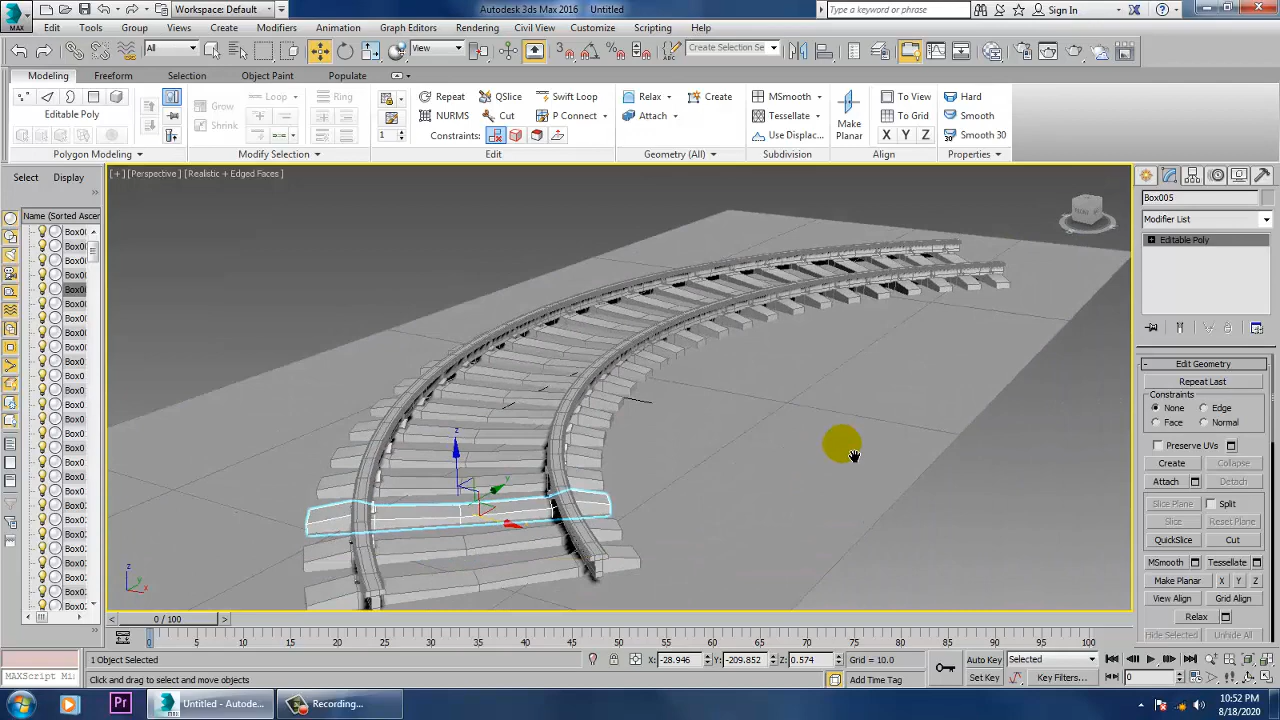 Workspace: Default
Autodesk 3ds Max 2016
Untitled
Type a keyword or phrase
Sign In
MAX
Edit Tools Group Views Create Modifiers Animation Graph Editors Rendering Civil View Customize Scripting Help
All
View
Create Selection Se
Modeling Freeform Selection Object Paint Populate
Editable Poly
Polygon Modeling
Grow
Shrink
Loop
Ring
Modify Selection
1
Repeat QSlice Swift Loop
NURMS Cut P Connect
Constraints:
Edit
Relax Create
Attach
Geometry (All)
MSmooth
Tessellate
Use Displac...
Subdivision
Make
Planar
To View
To Grid
X Y Z
Align
Hard
Smooth
Smooth 30
Properties
Select Display
Name (Sorted Ascer
[+] [Perspective] [Realistic + Edged Faces]
z
y
x
Box005
Modifier List
Editable Poly
Edit Geometry
Repeat Last
Constraints
None Edge
Face Normal
Preserve UVs
Create Collapse
Attach Detach
Slice Plane Split
Slice Reset Plane
QuickSlice Cut
MSmooth Tessellate
Make Planar X Y Z
View Align Grid Align
Relax
Hide Selected Unhide All
0 / 100
0 5 10 15 20 25 30 35 40 45 50 55 60 65 70 75 80 85 90 95 100
1 Object Selected
X: -28.946 Y: -209.852 Z: 0.574
Grid = 10.0
Auto Key Selected
MAXScript Mi
Click and drag to select and move objects
Add Time Tag
Set Key Key Filters...
0
Untitled - Autode...
Recording...
10:52 PM
8/18/2020